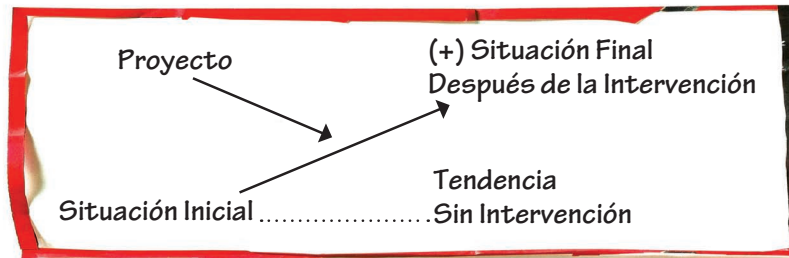 Proyecto
(+) Situación Final
Después de la Intervención
Situación Inicial ........................
Tendencia
Sin Intervención